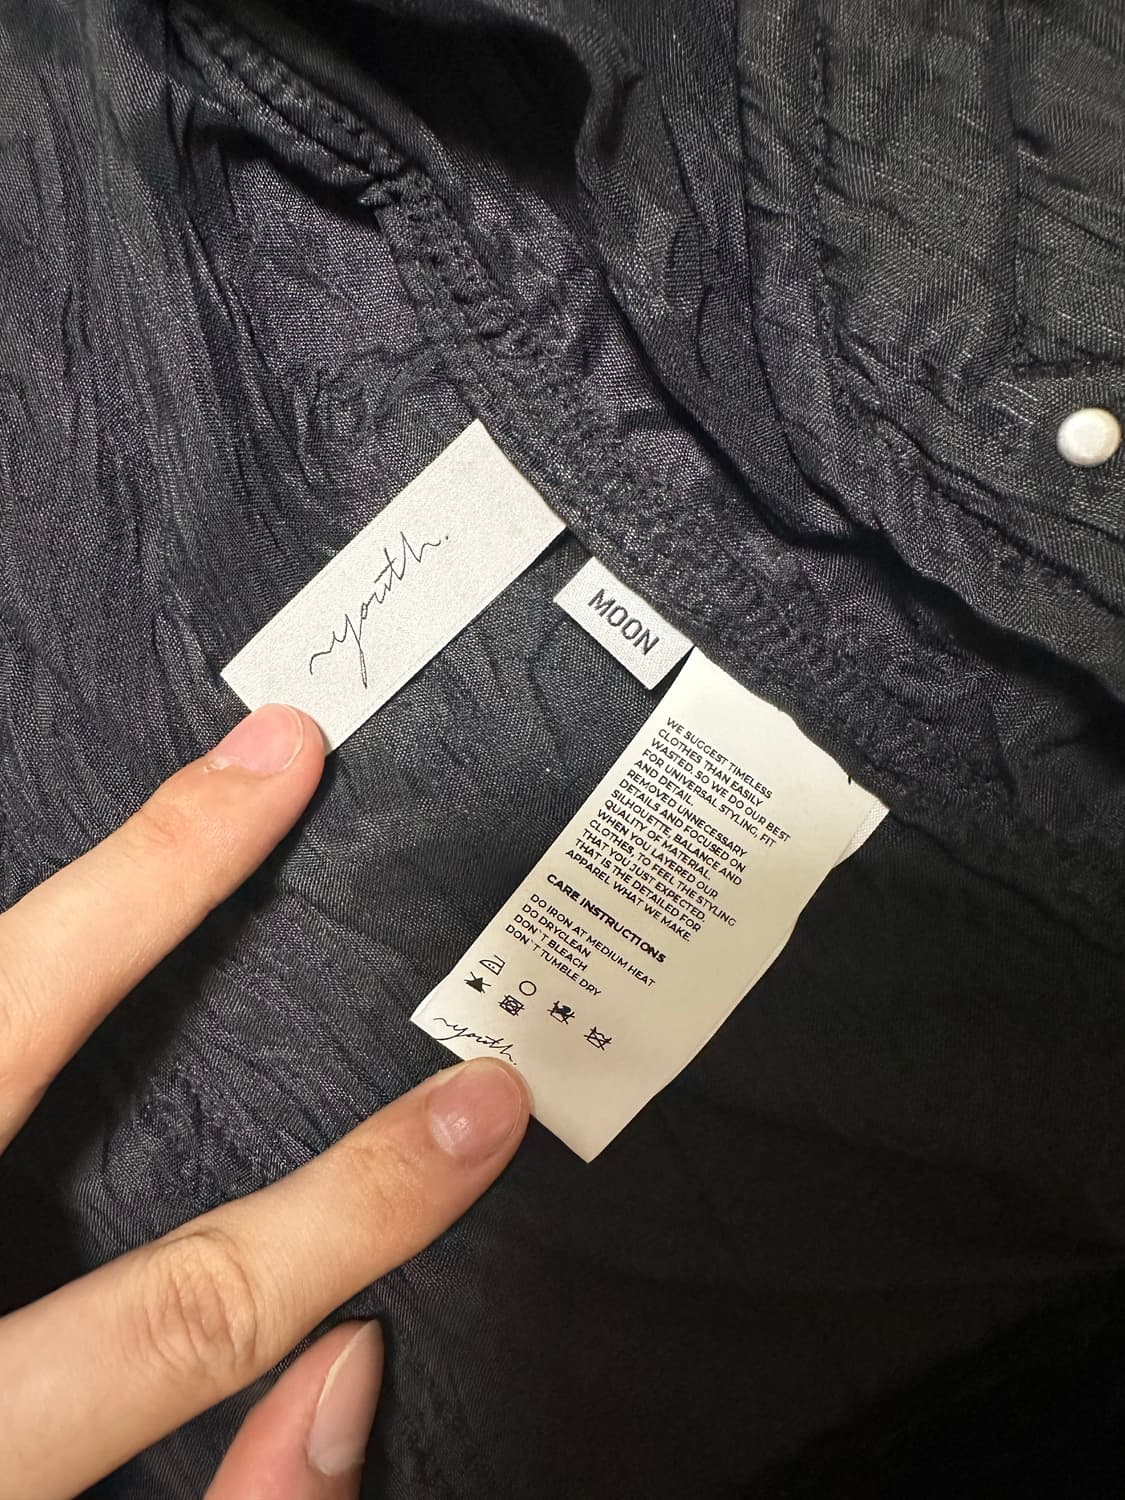 ~youth.
MOON
WE SUGGEST TIMELESS
CLOTHES THAN EASILY
WASTED. SO WE DO OUR BEST
FOR UNIVERSAL STYLING, FIT
AND DETAIL.
REMOVED UNNECESSARY
DETAILS AND FOCUSED ON
SILHOUETTE, BALANCE AND
QUALITY OF MATERIAL.
WHEN YOU LAYERED OUR
CLOTHES, TO FEEL THE STYLING
THAT YOU JUST EXPECTED.
THAT IS THE DETAILED FOR
APPAREL WHAT WE MAKE.
CARE INSTRUCTIONS
DO IRON AT MEDIUM HEAT
DO DRYCLEAN
DON`T BLEACH
DON`T TUMBLE DRY
~youth.